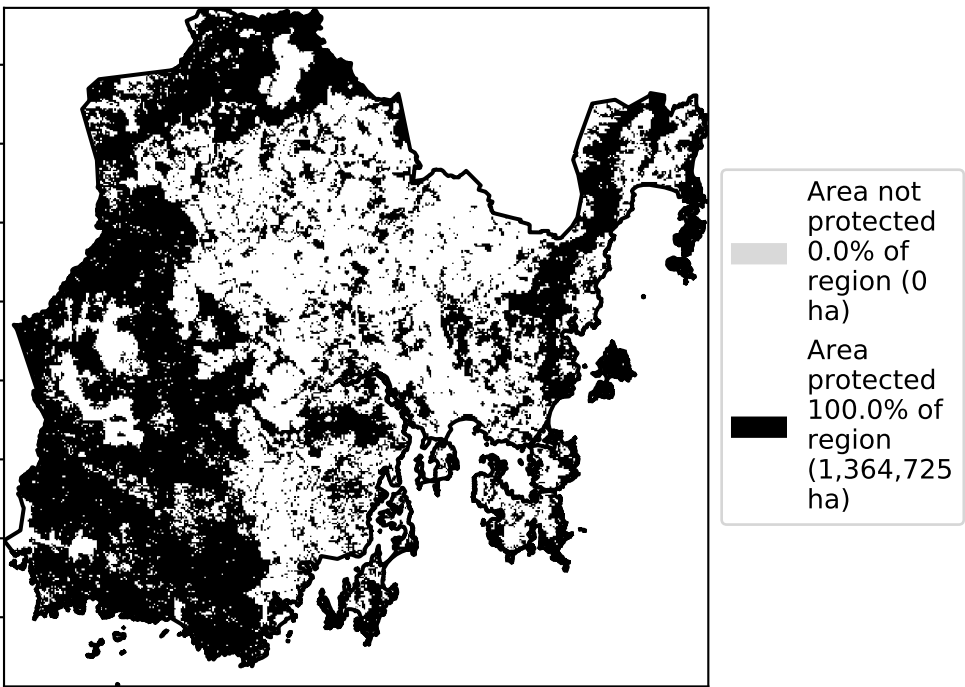 Area not
protected
0.0% of
region (0
ha)
Area
protected
100.0% of
region
(1,364,725
ha)